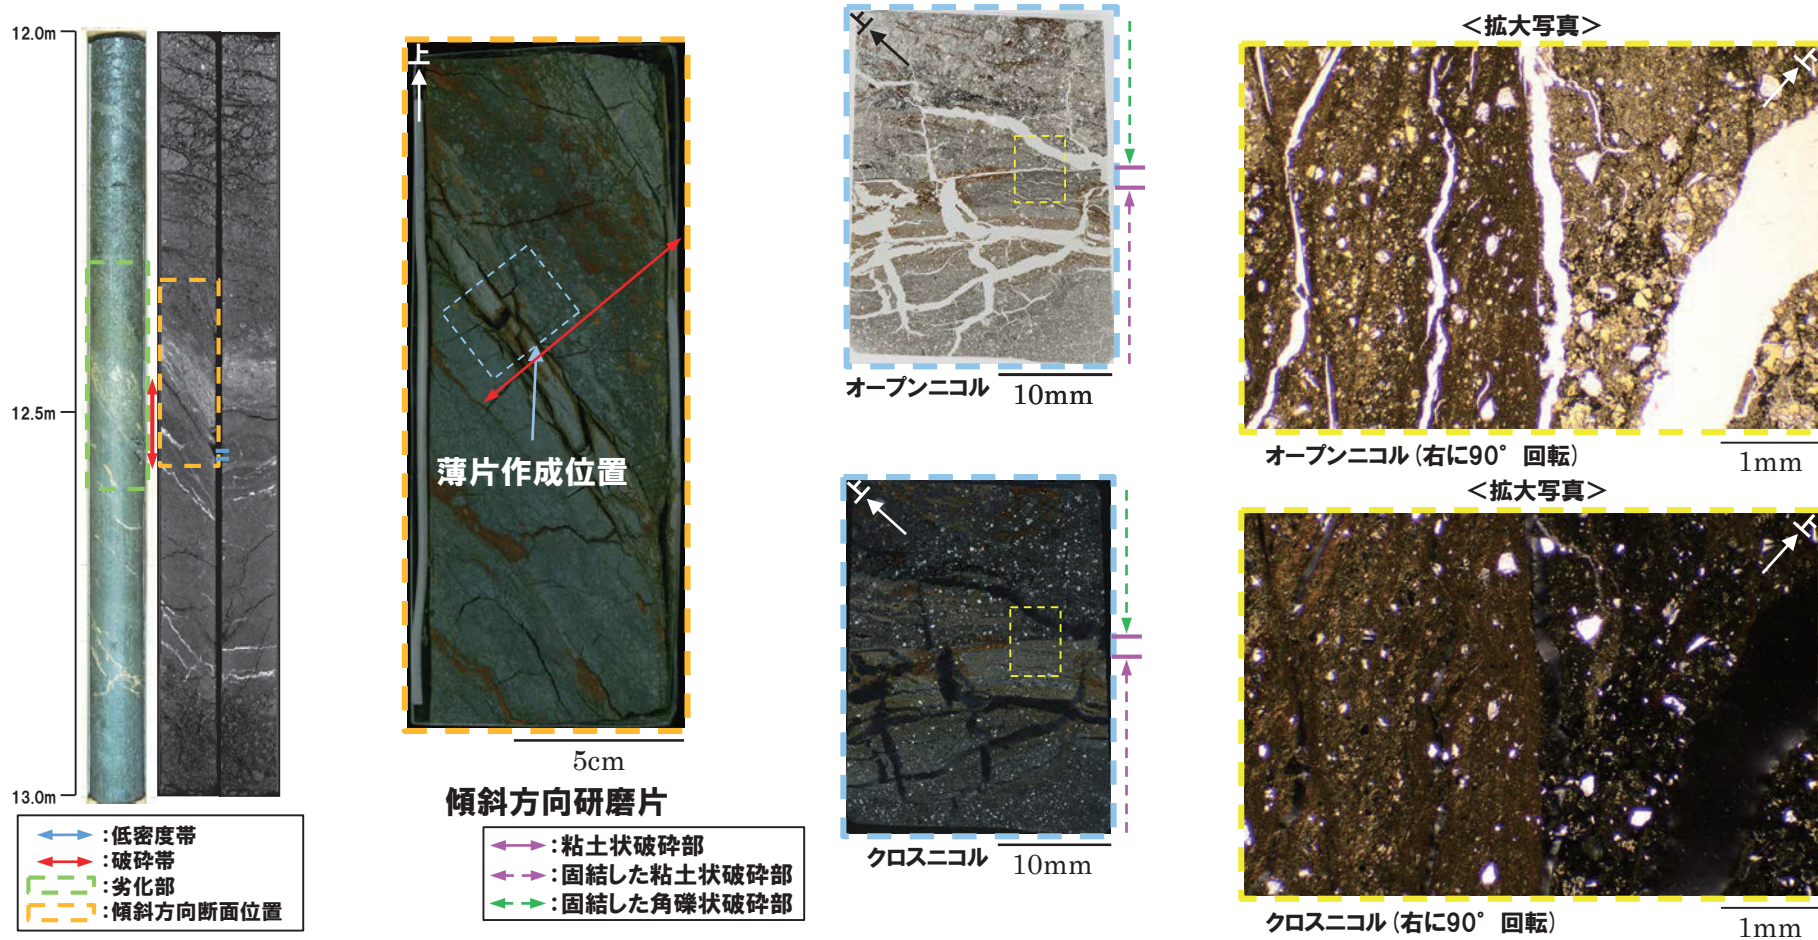 12.0m
12.5m
13.0m
:低密度帯
:破砕帯
:劣化部
:傾斜方向断面位置
上
薄片作成位置
5cm
傾斜方向研磨片
:粘土状破砕部
:固結した粘土状破砕部
:固結した角礫状破砕部
上
オープンニコル
10mm
上
クロスニコル
10mm
<拡大写真>
上
オープンニコル(右に90°回転)
1mm
<拡大写真>
上
クロスニコル(右に90°回転)
1mm